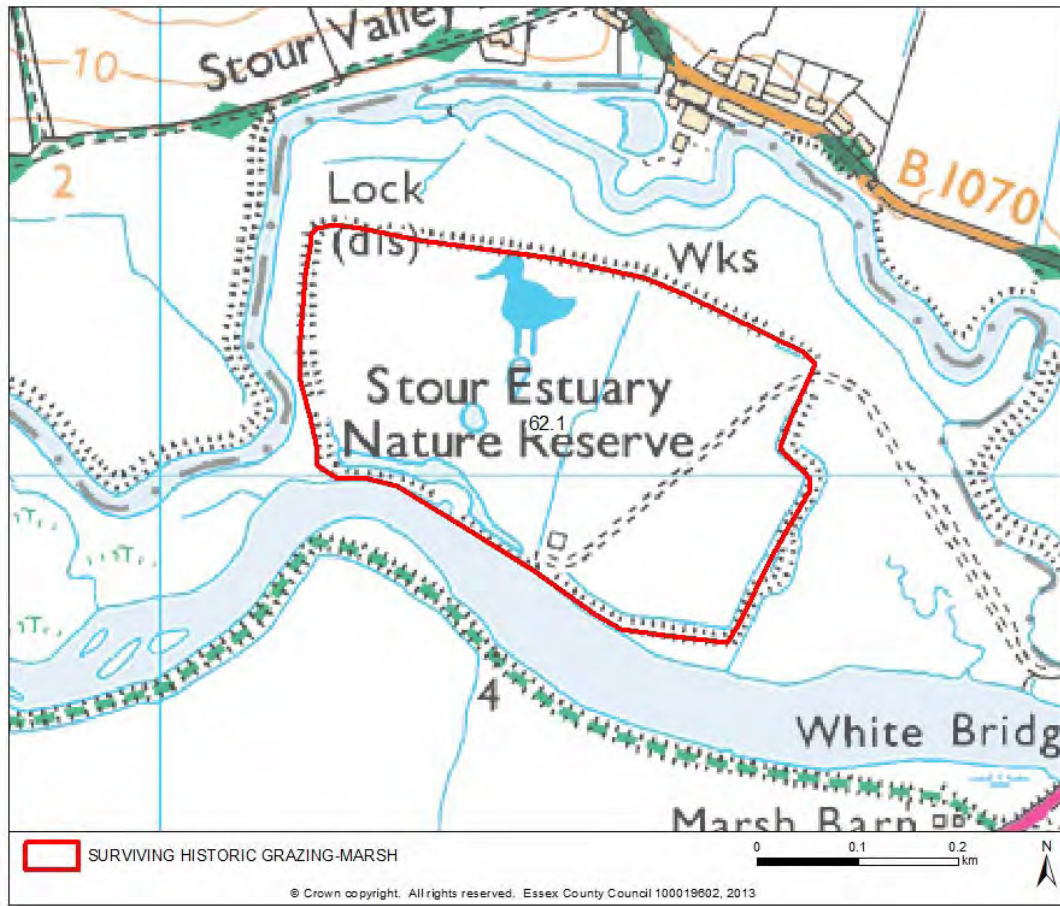 Stour Valley
10
2
B 1070
Lock
(dis)
Wks
Stour Estuary
62.1
Nature Reserve
4
White Bridg
Marsh Barn
SURVIVING HISTORIC GRAZING-MARSH
0 0.1 0.2
km
N
© Crown copyright. All rights reserved. Essex County Council 100019602, 2013